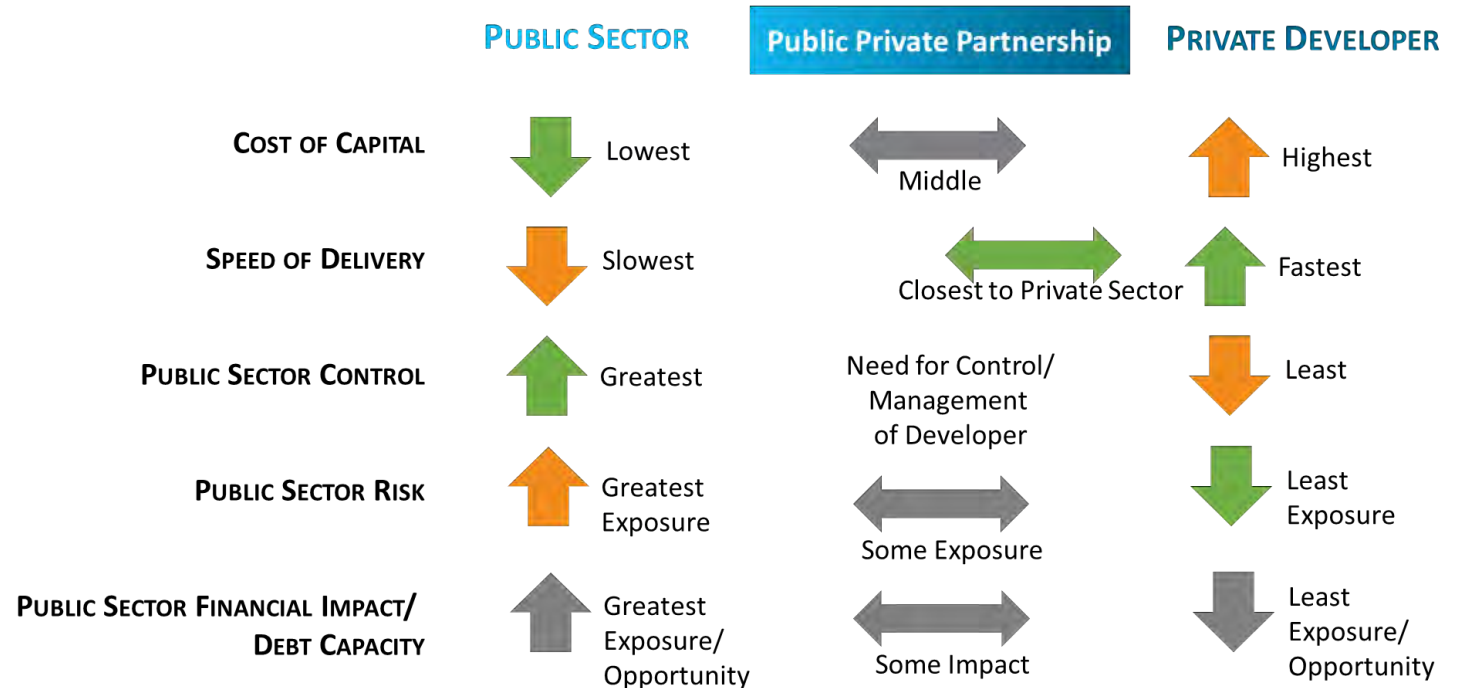 PUBLIC SECTOR
Public Private Partnership
PRIVATE DEVELOPER
COST OF CAPITAL
Lowest
Middle
Highest
SPEED OF DELIVERY
Slowest
Closest to Private Sector
Fastest
PUBLIC SECTOR CONTROL
Greatest
Need for Control/
Management
of Developer
Least
PUBLIC SECTOR RISK
Greatest
Exposure
Some Exposure
Least
Exposure
PUBLIC SECTOR FINANCIAL IMPACT/
DEBT CAPACITY
Greatest
Exposure/
Opportunity
Some Impact
Least
Exposure/
Opportunity